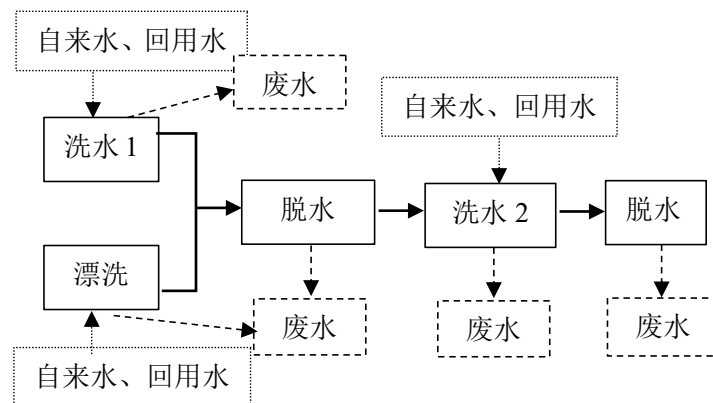 自来水、回用水
废水
自来水、回用水
洗水 1
脱水
洗水 2
脱水
漂洗
废水
废水
废水
自来水、回用水